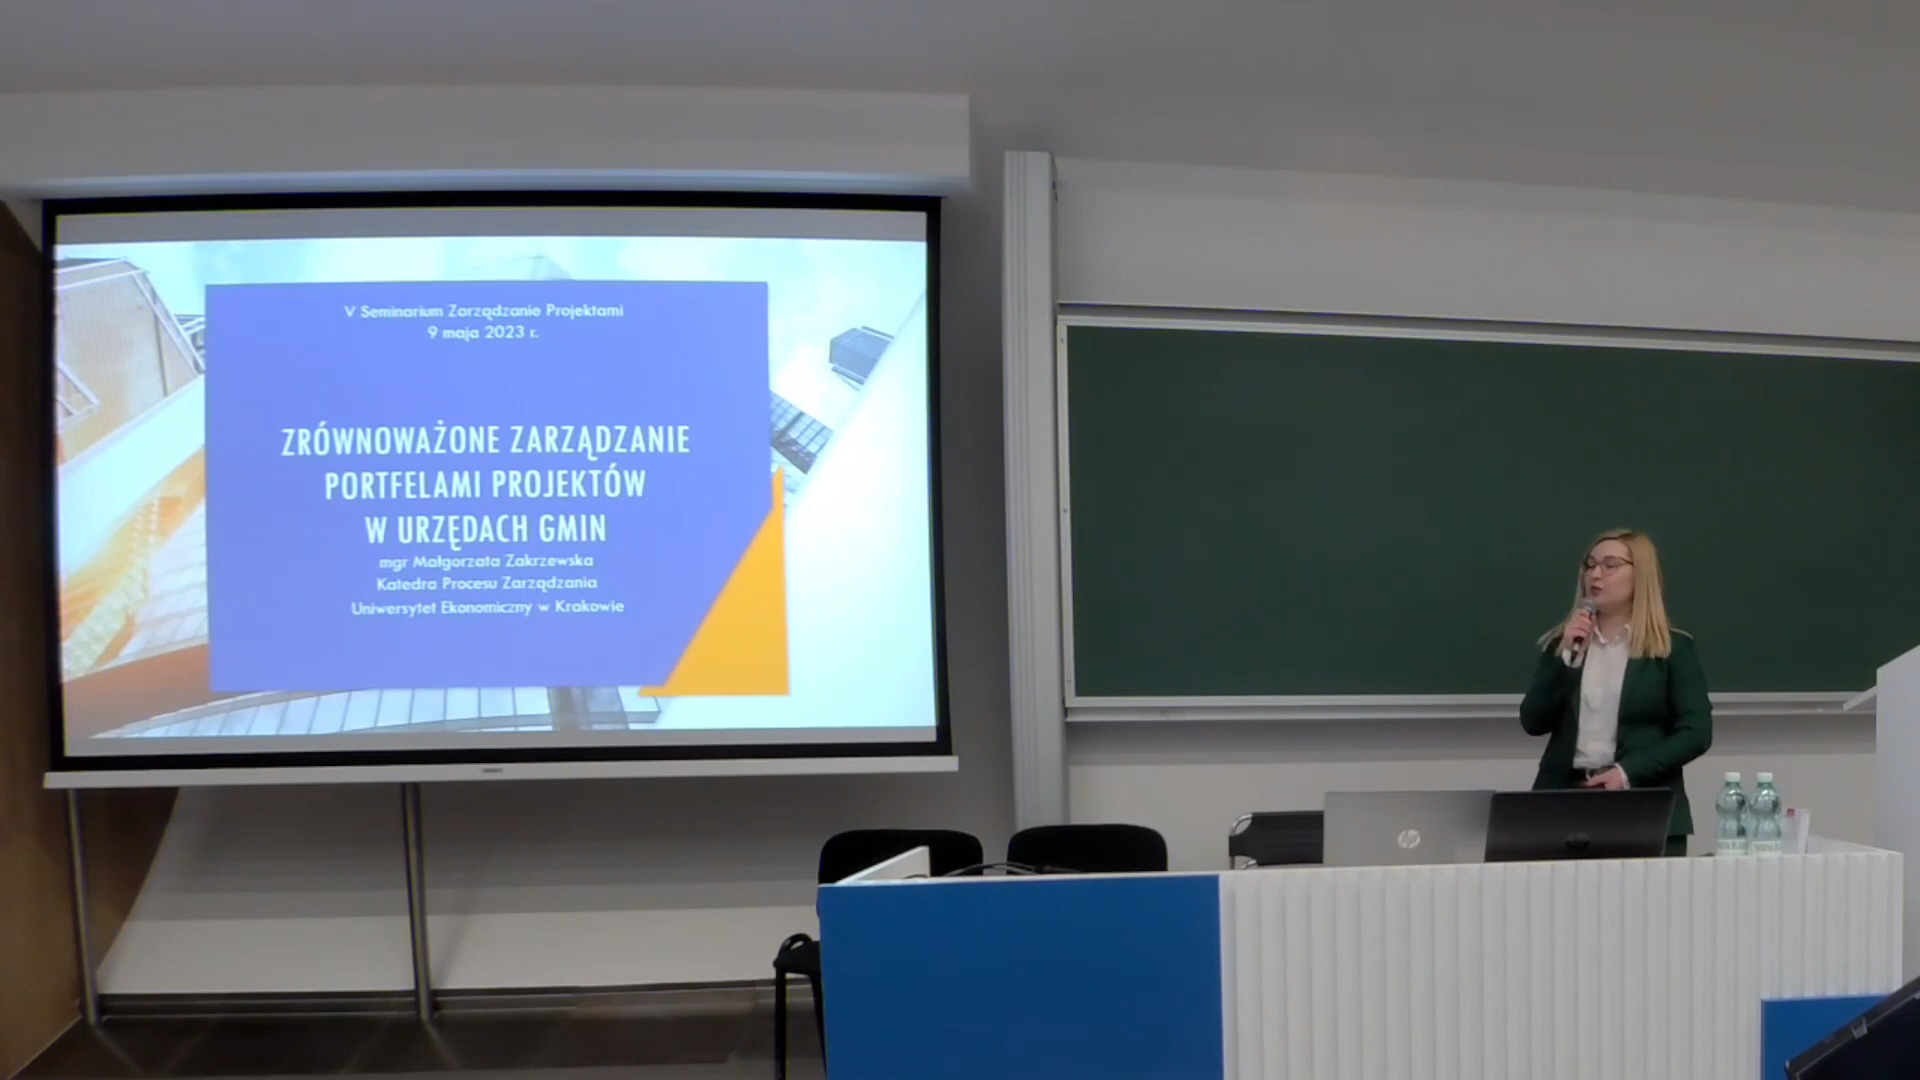 V Seminarium Zarządzanie Projektami
9 maja 2023 r.
ZRÓWNOWAŻONE ZARZĄDZANIE
PORTFELAMI PROJEKTÓW
W URZĘDACH GMIN
mgr Małgorzata Zakrzewska
Katedra Procesu Zarządzania
Uniwersytet Ekonomiczny w Krakowie
hp